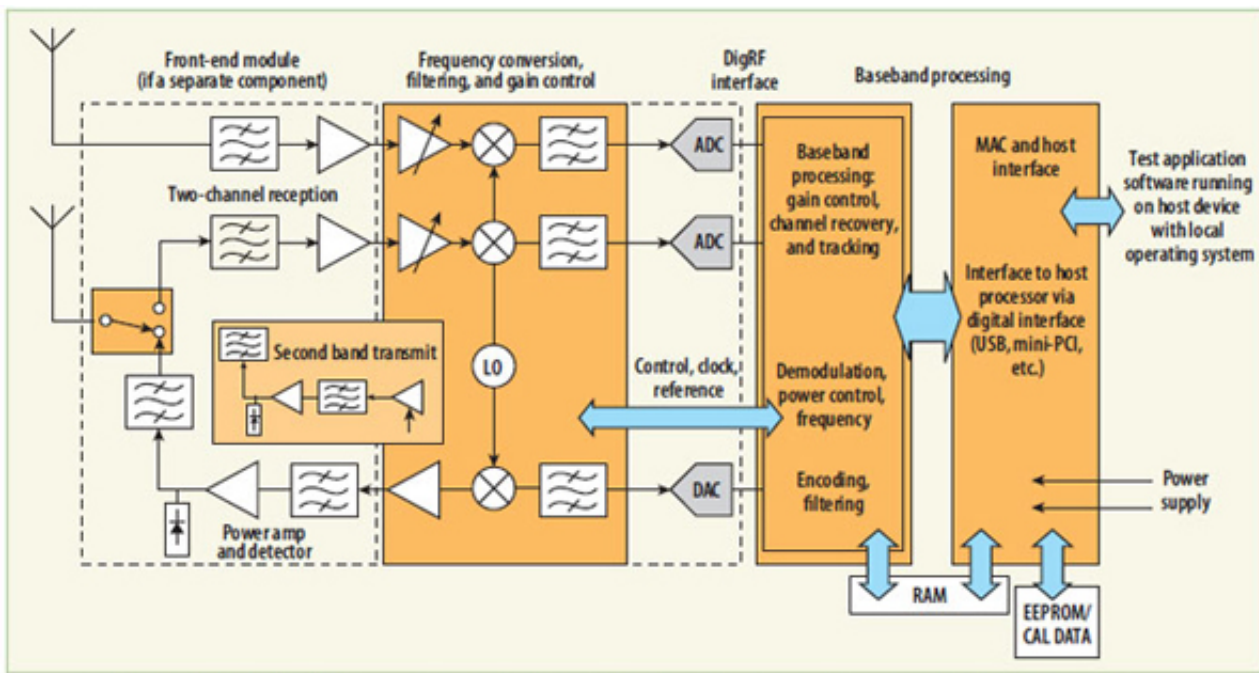 Front-end module
(if a separate component)
Frequency conversion,
filtering, and gain control
DigRF
interface
Baseband processing
ADC
Two-channel reception
ADC
Baseband
processing:
gain control,
channel recovery,
and tracking
MAC and host
interface
Test application
software running
on host device
with local
operating system
Interface to host
processor via
digital interface
(USB, mini-PCI,
etc.)
Second band transmit
LO
Control, clock,
reference
Demodulation,
power control,
frequency
Power amp
and detector
DAC
Encoding,
filtering
Power
supply
RAM
EEPROM/
CAL DATA